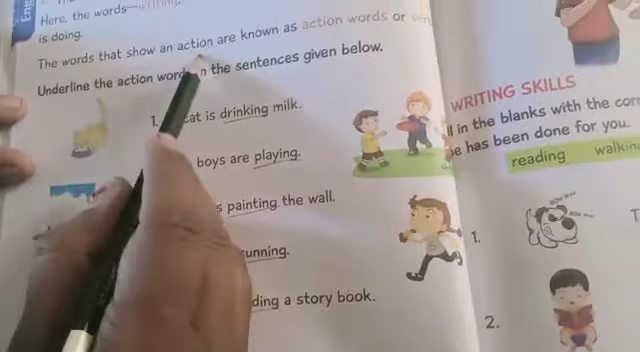 Eng
Here, the words—writing,
is doing.
The words that show an action are known as action words or
Underline the action word n the sentences given below.
1. cat is drinking milk.
boys are playing.
s painting the wall.
unning.
ding a story book.
WRITING SKILLS
ll in the blanks with the cor
e has been done for you.
reading walkin
1.
2.